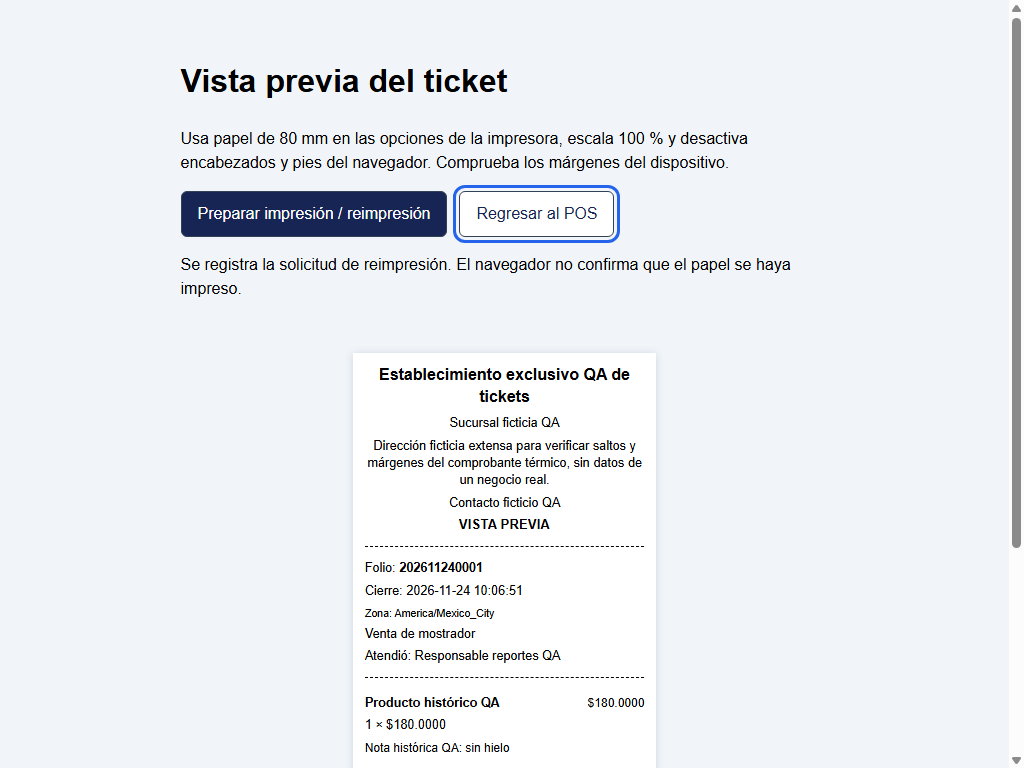 Vista previa del ticket
Usa papel de 80 mm en las opciones de la impresora, escala 100 % y desactiva
encabezados y pies del navegador. Comprueba los márgenes del dispositivo.
Preparar impresión / reimpresión
Regresar al POS
Se registra la solicitud de reimpresión. El navegador no confirma que el papel se haya
impreso.
Establecimiento exclusivo QA de
tickets
Sucursal ficticia QA
Dirección ficticia extensa para verificar saltos y
márgenes del comprobante térmico, sin datos de
un negocio real.
Contacto ficticio QA
VISTA PREVIA
Folio: 202611240001
Cierre: 2026-11-24 10:06:51
Zona: America/Mexico_City
Venta de mostrador
Atendió: Responsable reportes QA
Producto histórico QA $180.0000
1 × $180.0000
Nota histórica QA: sin hielo